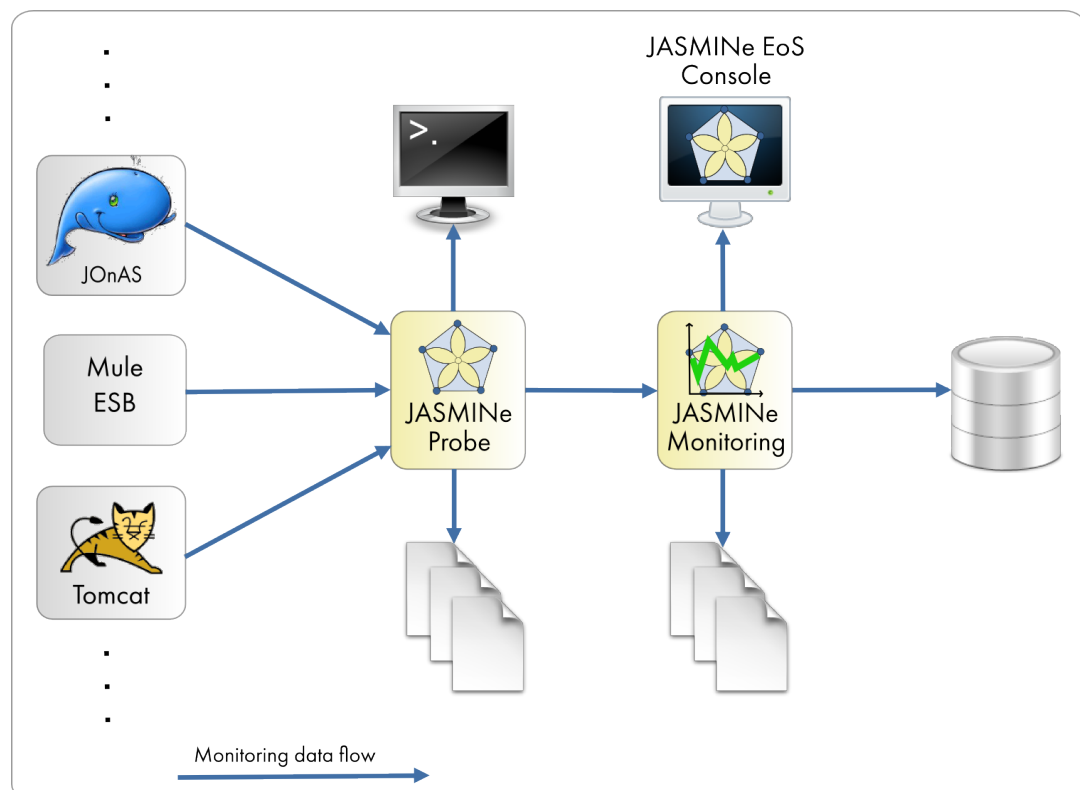 JASMINe EoS
Console
>.
JOnAS
Mule
ESB
JASMINe
Probe
JASMINe
Monitoring
Tomcat
Monitoring data flow